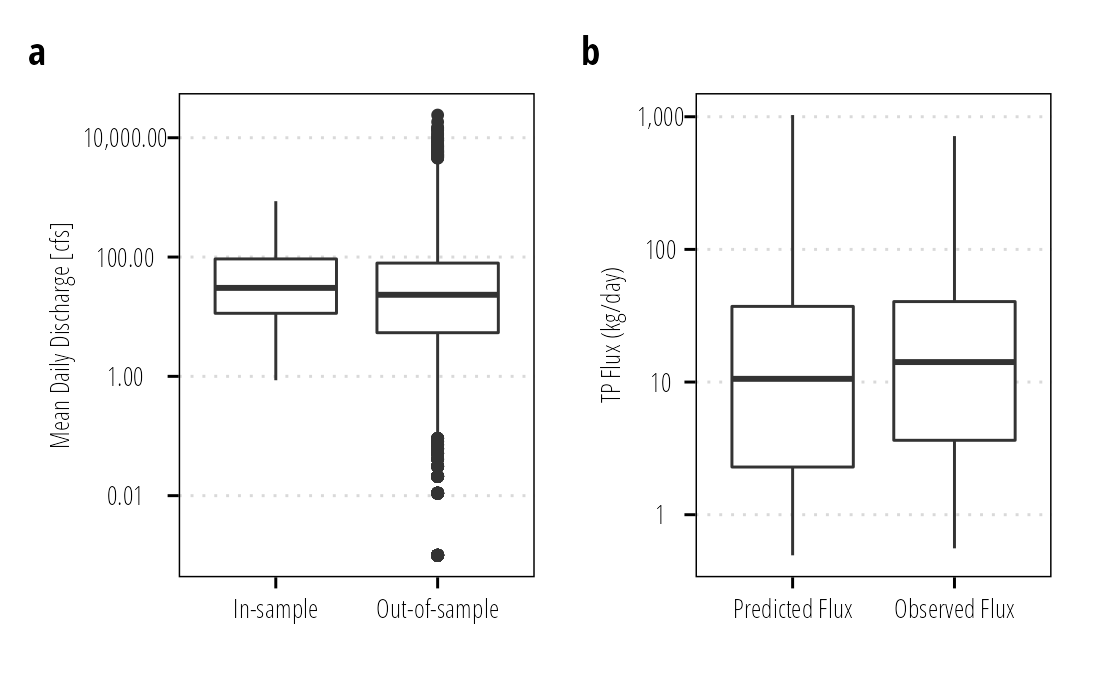 a
10,000.00
100.00
1.00
0.01
Mean Daily Discharge [cfs]
In-sample
Out-of-sample
b
1,000
100
10
1
TP Flux (kg/day)
Predicted Flux
Observed Flux